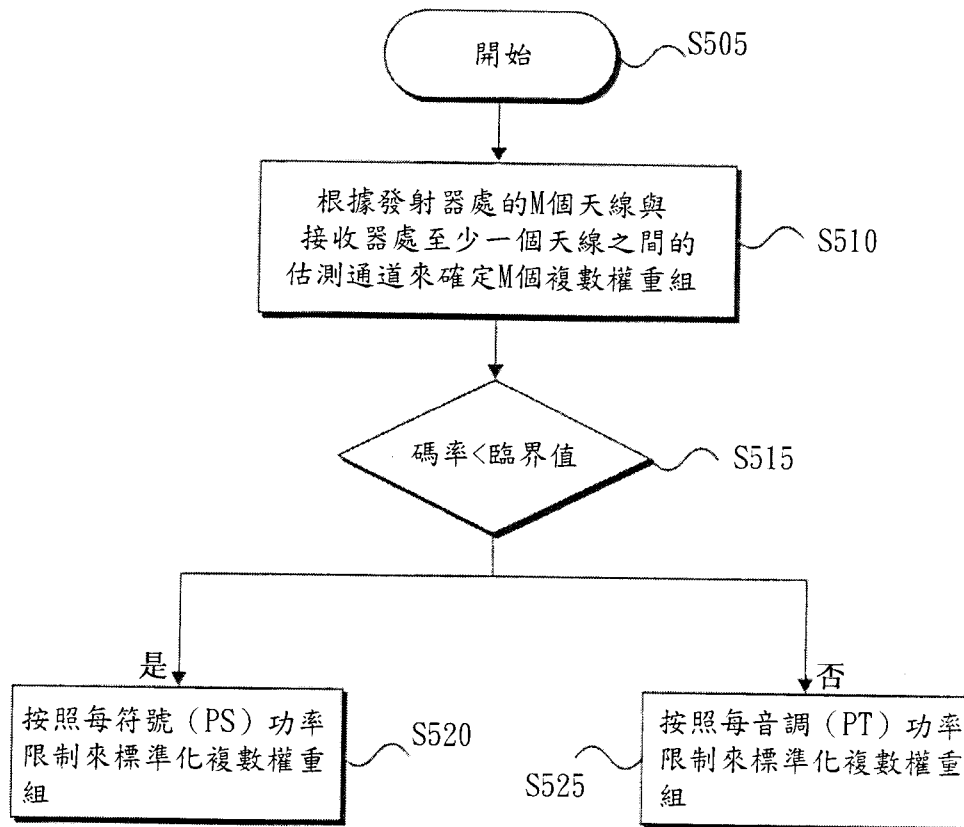 開始
S505
根據發射器處的M個天線與
接收器處至少一個天線之間的
估測通道來確定M個複數權重組
S510
碼率<臨界值
S515
是
否
按照每符號（PS）功率
限制來標準化複數權重
組
S520
按照每音調（PT）功率
限制來標準化複數權重
組
S525